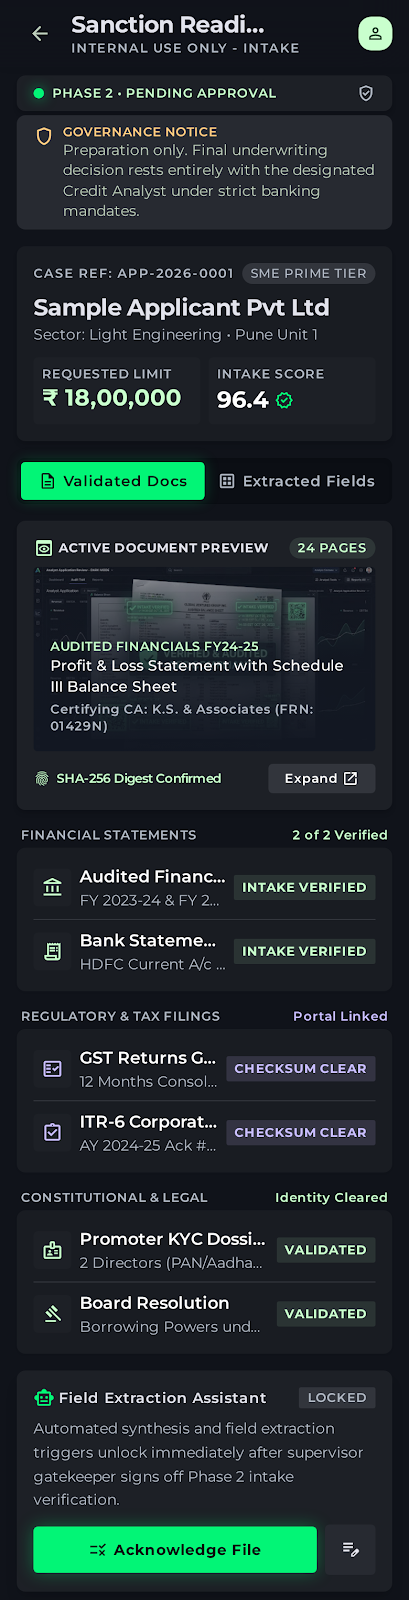 Sanction Readi...
INTERNAL USE ONLY - INTAKE
PHASE 2 • PENDING APPROVAL
GOVERNANCE NOTICE
Preparation only. Final underwriting
decision rests entirely with the designated
Credit Analyst under strict banking
mandates.
CASE REF: APP-2026-0001
SME PRIME TIER
Sample Applicant Pvt Ltd
Sector: Light Engineering • Pune Unit 1
REQUESTED LIMIT
₹ 18,00,000
INTAKE SCORE
96.4
Validated Docs
Extracted Fields
ACTIVE DOCUMENT PREVIEW
24 PAGES
VERIFIED & AUDITED
AUDITED FINANCIALS FY24-25
Profit & Loss Statement with Schedule
III Balance Sheet
Certifying CA: K.S. & Associates (FRN:
01429N)
SHA-256 Digest Confirmed
Expand
FINANCIAL STATEMENTS
2 of 2 Verified
Audited Financ...
FY 2023-24 & FY 2...
INTAKE VERIFIED
Bank Stateme...
HDFC Current A/c ...
INTAKE VERIFIED
REGULATORY & TAX FILINGS
Portal Linked
GST Returns G...
12 Months Consol...
CHECKSUM CLEAR
ITR-6 Corporat...
AY 2024-25 Ack #...
CHECKSUM CLEAR
CONSTITUTIONAL & LEGAL
Identity Cleared
Promoter KYC Dossi...
2 Directors (PAN/Aadha...
VALIDATED
Board Resolution
Borrowing Powers und...
VALIDATED
Field Extraction Assistant
LOCKED
Automated synthesis and field extraction
triggers unlock immediately after supervisor
gatekeeper signs off Phase 2 intake
verification.
Acknowledge File